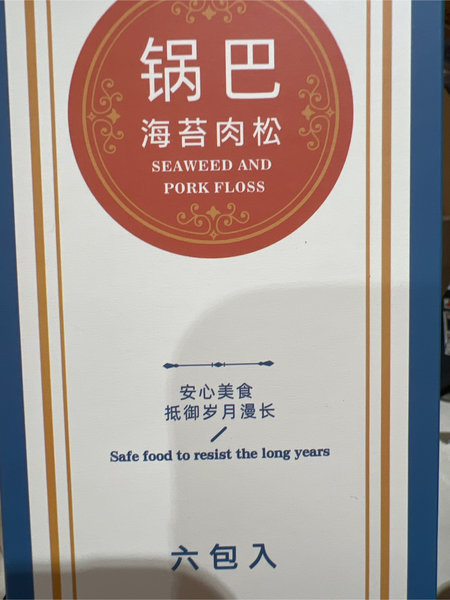 锅巴
海苔肉松
SEAWEED AND
PORK FLOSS
安心美食
抵御岁月漫长
Safe food to resist the long years
六包入